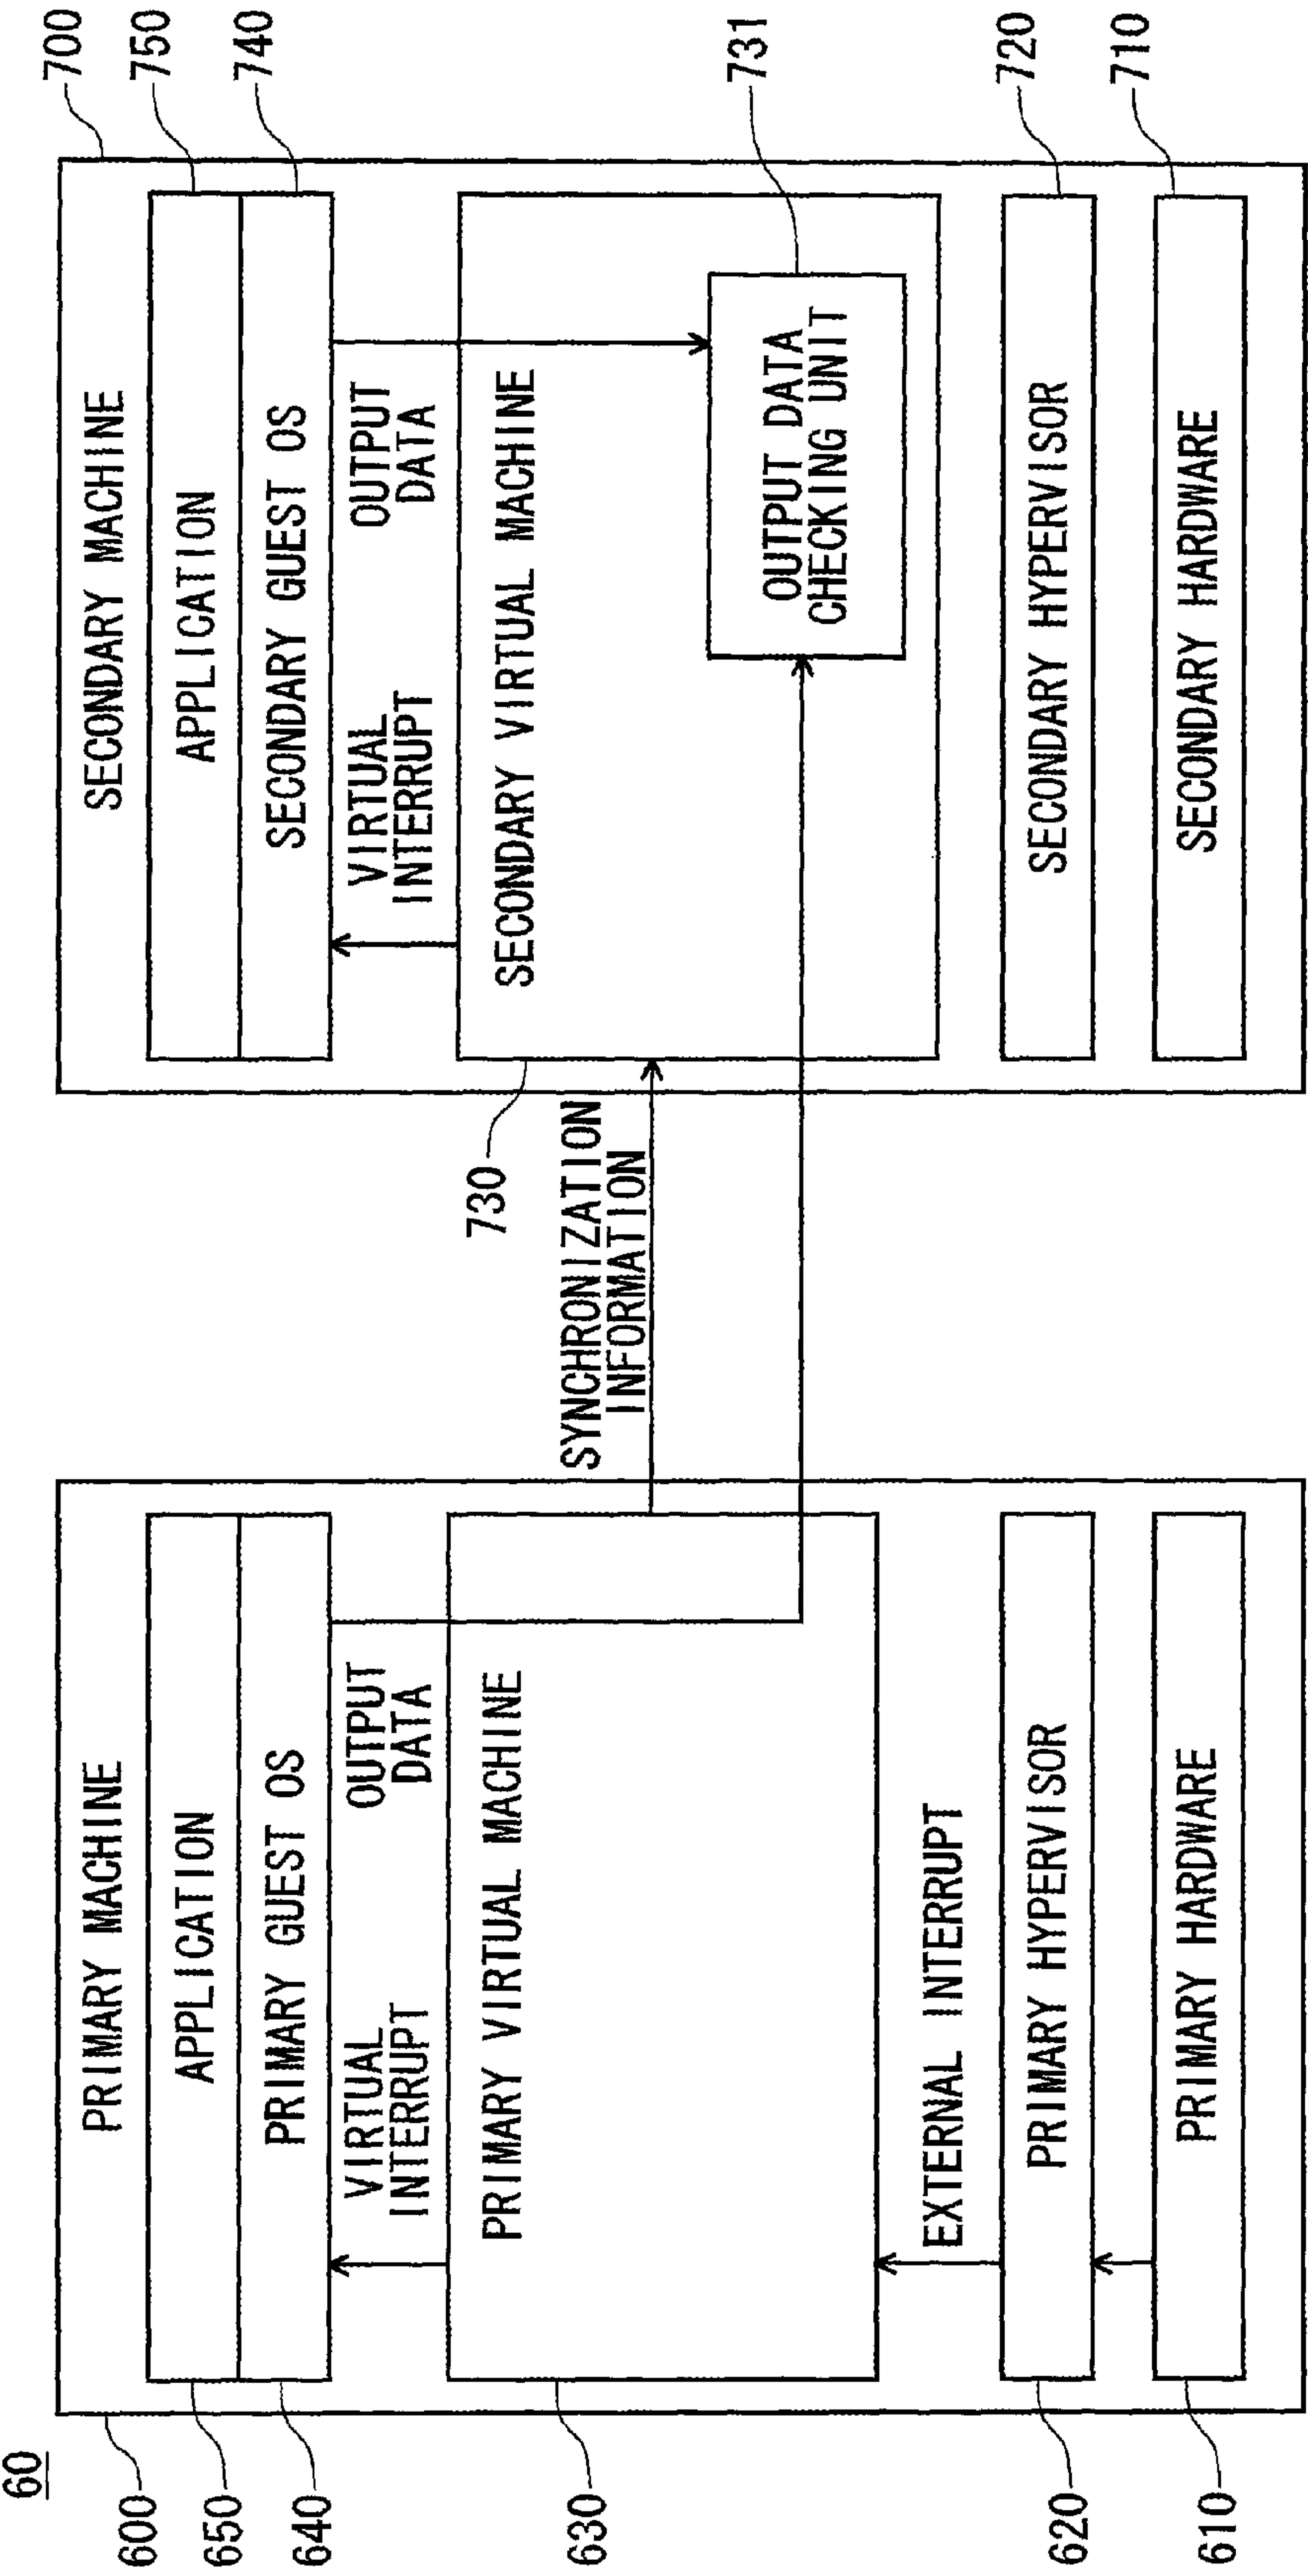 60
PRIMARY MACHINE
600
APPLICATION
650
PRIMARY GUEST OS
640
VIRTUAL
INTERRUPT
OUTPUT
DATA
PRIMARY VIRTUAL MACHINE
630
EXTERNAL INTERRUPT
PRIMARY HYPERVISOR
620
PRIMARY HARDWARE
610
SYNCHRONIZATION
INFORMATION
SECONDARY MACHINE
700
APPLICATION
750
SECONDARY GUEST OS
740
VIRTUAL
INTERRUPT
OUTPUT
DATA
SECONDARY VIRTUAL MACHINE
730
OUTPUT DATA
CHECKING UNIT
731
SECONDARY HYPERVISOR
720
SECONDARY HARDWARE
710